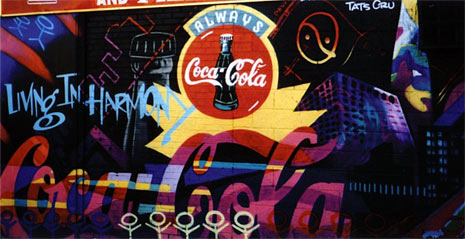 AND
TATS CRU
ALWAYS
Coca-Cola
LIVING IN HARMONY
Coca-Cola